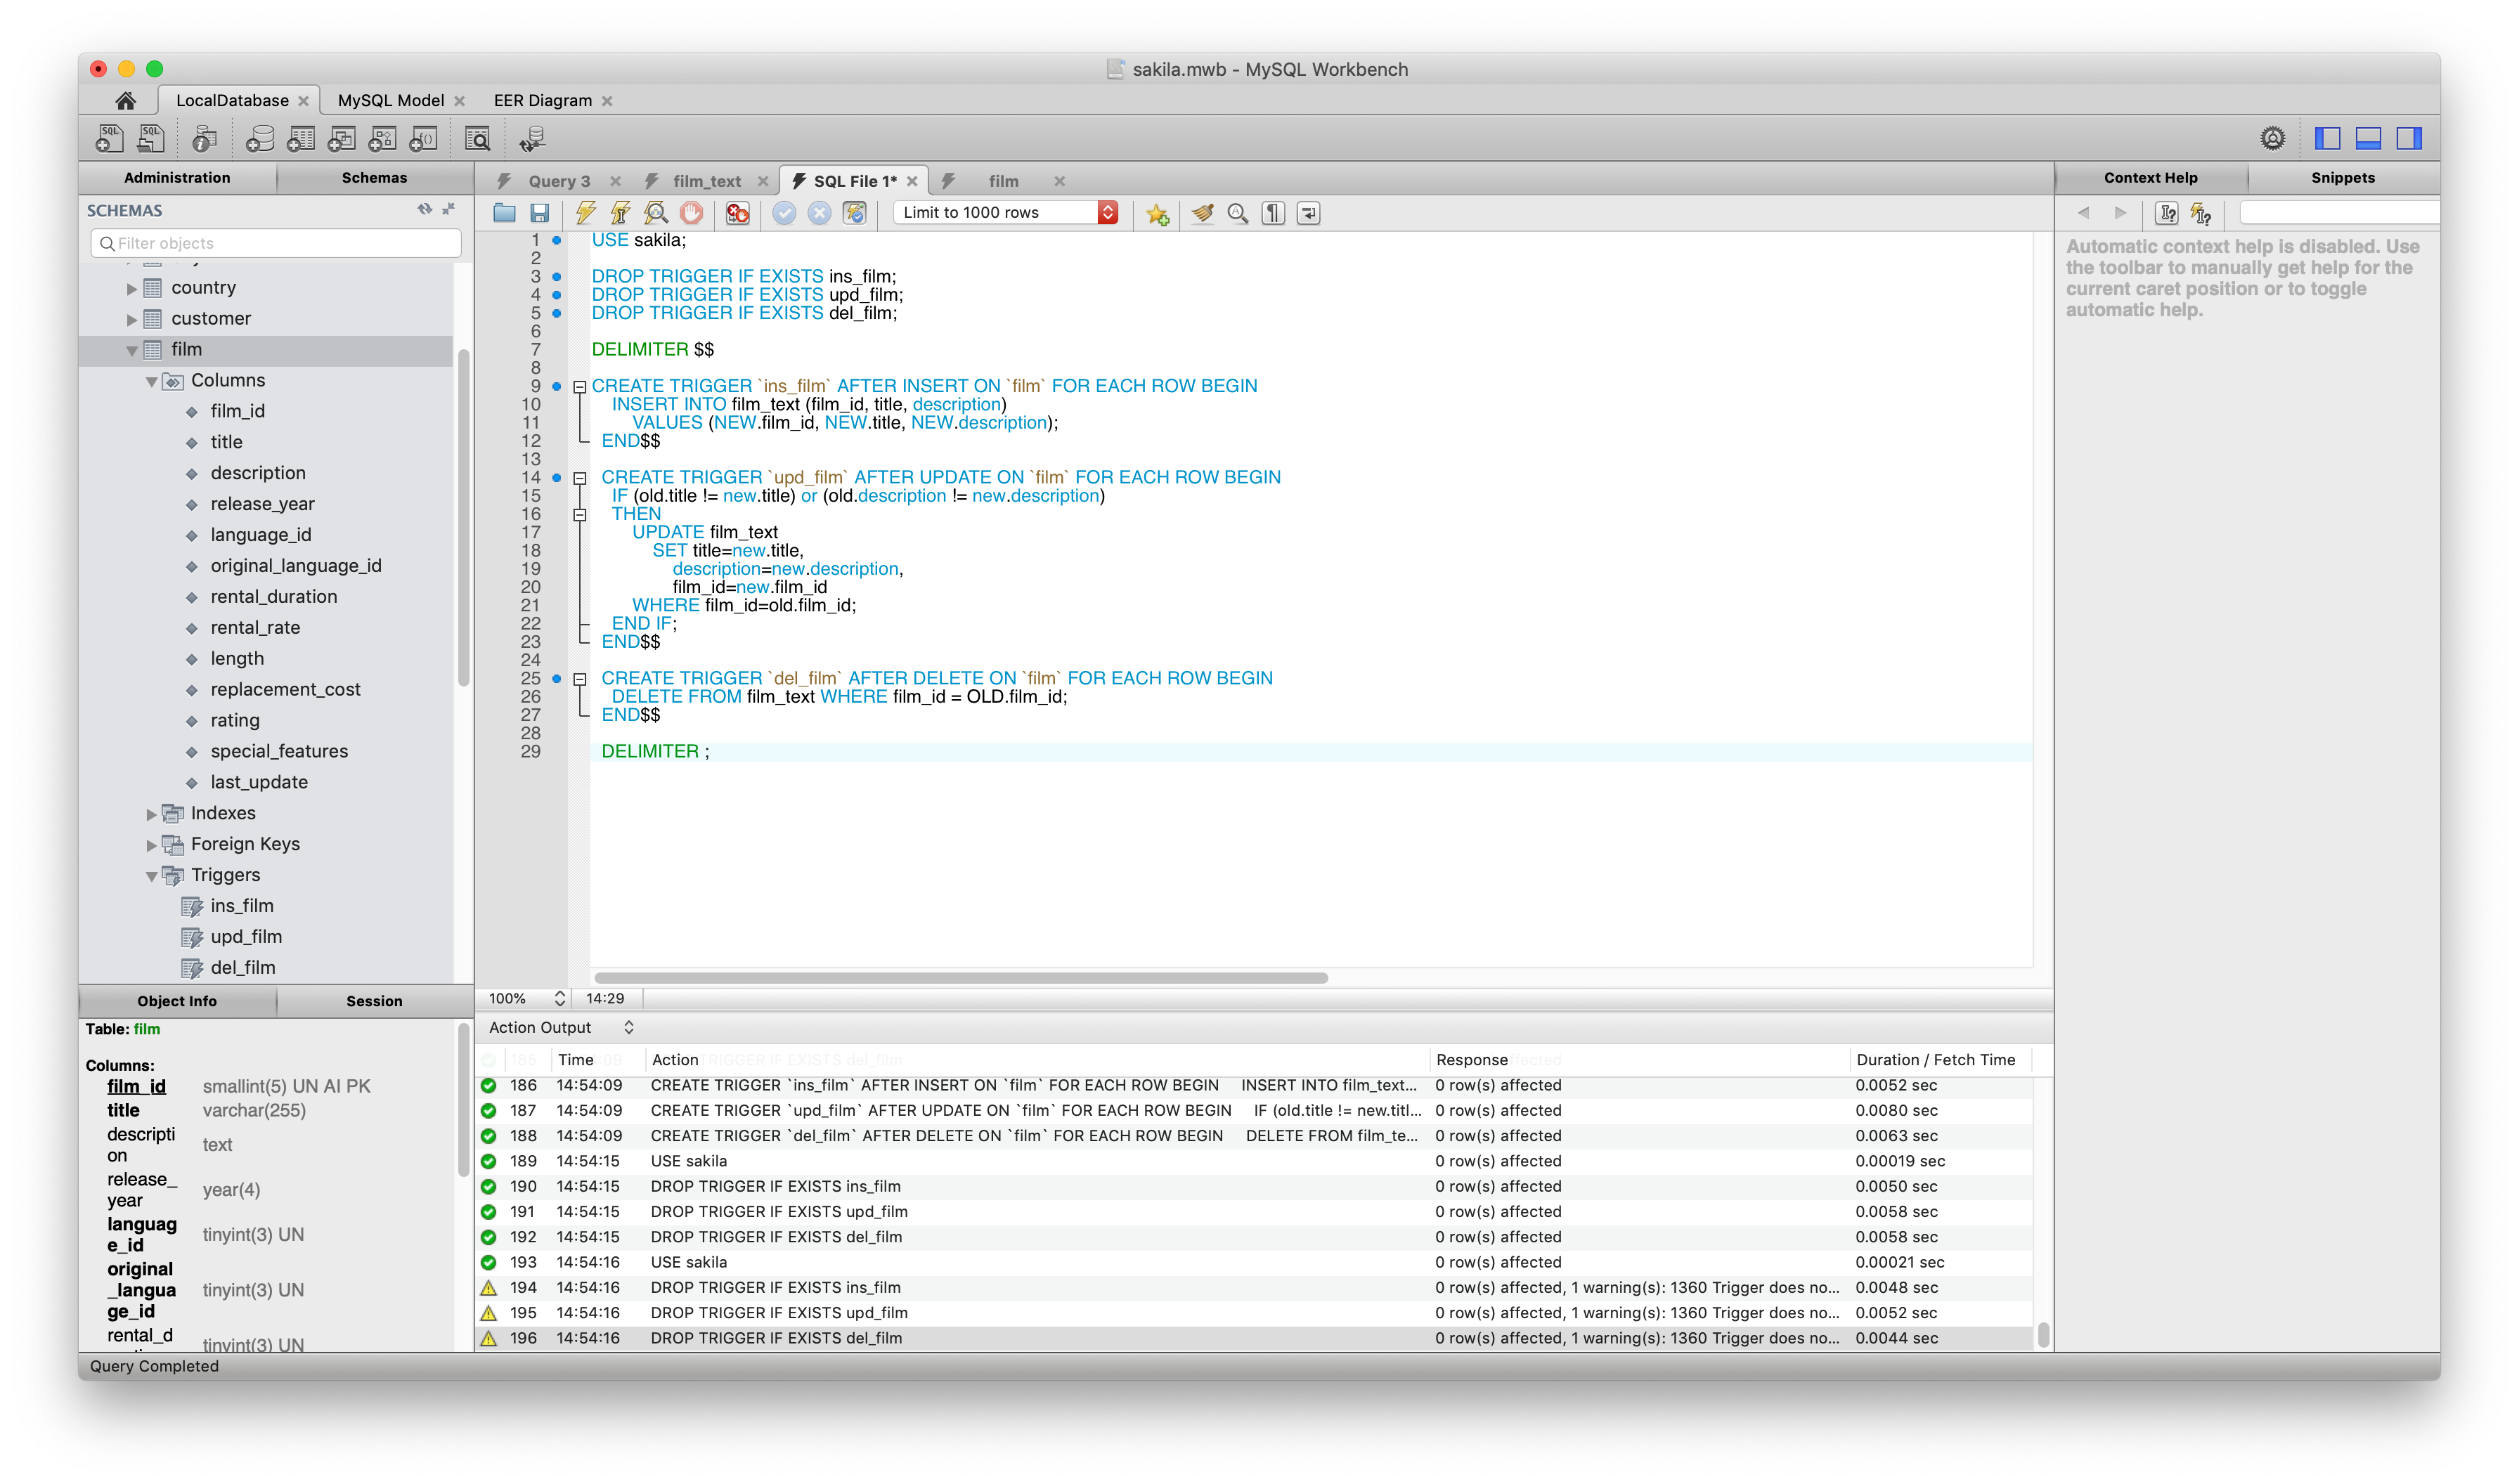 sakila.mwb - MySQL Workbench
LocalDatabase
MySQL Model
EER Diagram
SQL
SQL
Administration
Schemas
SCHEMAS
Filter objects
country
customer
film
Columns
film_id
title
description
release_year
language_id
original_language_id
rental_duration
rental_rate
length
replacement_cost
rating
special_features
last_update
Indexes
Foreign Keys
Triggers
ins_film
upd_film
del_film
Object Info
Session
Table: film
Columns:
film_id smallint(5) UN AI PK
title varchar(255)
descripti
on text
release_
year year(4)
languag
e_id tinyint(3) UN
original
_langua
ge_id tinyint(3) UN
rental_d
tinyint(3) UN
Query Completed
Query 3
film_text
SQL File 1*
film
Limit to 1000 rows
1 USE sakila;
2
3 DROP TRIGGER IF EXISTS ins_film;
4 DROP TRIGGER IF EXISTS upd_film;
5 DROP TRIGGER IF EXISTS del_film;
6
7 DELIMITER $$
8
9 CREATE TRIGGER `ins_film` AFTER INSERT ON `film` FOR EACH ROW BEGIN
10 INSERT INTO film_text (film_id, title, description)
11 VALUES (NEW.film_id, NEW.title, NEW.description);
12 END$$
13
14 CREATE TRIGGER `upd_film` AFTER UPDATE ON `film` FOR EACH ROW BEGIN
15 IF (old.title != new.title) or (old.description != new.description)
16 THEN
17 UPDATE film_text
18 SET title=new.title,
19 description=new.description,
20 film_id=new.film_id
21 WHERE film_id=old.film_id;
22 END IF;
23 END$$
24
25 CREATE TRIGGER `del_film` AFTER DELETE ON `film` FOR EACH ROW BEGIN
26 DELETE FROM film_text WHERE film_id = OLD.film_id;
27 END$$
28
29 DELIMITER ;
100% 14:29
Action Output
Time Action Response Duration / Fetch Time
186 14:54:09 CREATE TRIGGER `ins_film` AFTER INSERT ON `film` FOR EACH ROW BEGIN INSERT INTO film_text... 0 row(s) affected 0.0052 sec
187 14:54:09 CREATE TRIGGER `upd_film` AFTER UPDATE ON `film` FOR EACH ROW BEGIN IF (old.title != new.titl... 0 row(s) affected 0.0080 sec
188 14:54:09 CREATE TRIGGER `del_film` AFTER DELETE ON `film` FOR EACH ROW BEGIN DELETE FROM film_te... 0 row(s) affected 0.0063 sec
189 14:54:15 USE sakila 0 row(s) affected 0.00019 sec
190 14:54:15 DROP TRIGGER IF EXISTS ins_film 0 row(s) affected 0.0050 sec
191 14:54:15 DROP TRIGGER IF EXISTS upd_film 0 row(s) affected 0.0058 sec
192 14:54:15 DROP TRIGGER IF EXISTS del_film 0 row(s) affected 0.0058 sec
193 14:54:16 USE sakila 0 row(s) affected 0.00021 sec
194 14:54:16 DROP TRIGGER IF EXISTS ins_film 0 row(s) affected, 1 warning(s): 1360 Trigger does no... 0.0048 sec
195 14:54:16 DROP TRIGGER IF EXISTS upd_film 0 row(s) affected, 1 warning(s): 1360 Trigger does no... 0.0052 sec
196 14:54:16 DROP TRIGGER IF EXISTS del_film 0 row(s) affected, 1 warning(s): 1360 Trigger does no... 0.0044 sec
Context Help
Snippets
Automatic context help is disabled. Use
the toolbar to manually get help for the
current caret position or to toggle
automatic help.